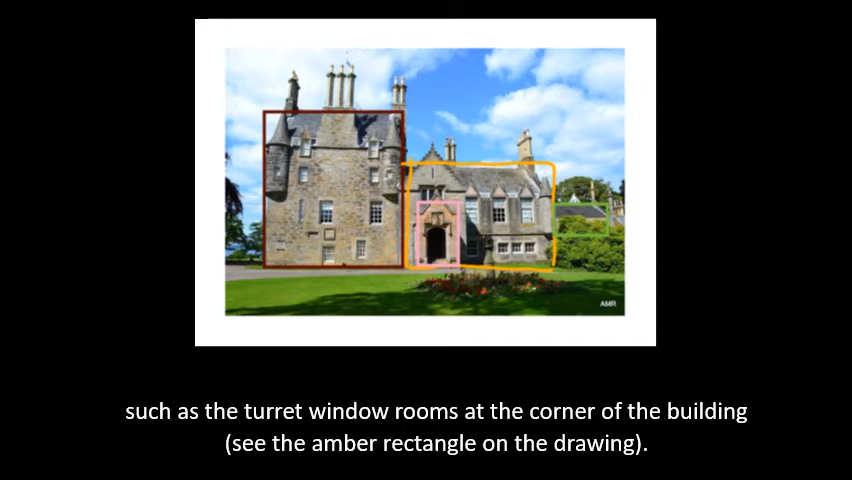 AMR
such as the turret window rooms at the corner of the building
(see the amber rectangle on the drawing).